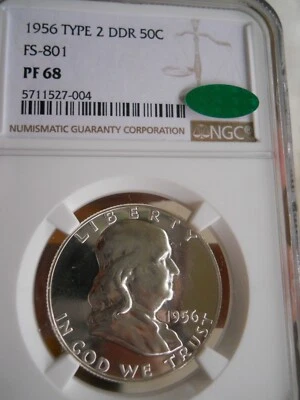 1956 TYPE 2 DDR 50C
FS-801
PF 68
5711527-004
NUMISMATIC GUARANTY CORPORATION
NGC
LIBERTY
1956
IN GOD WE TRUST